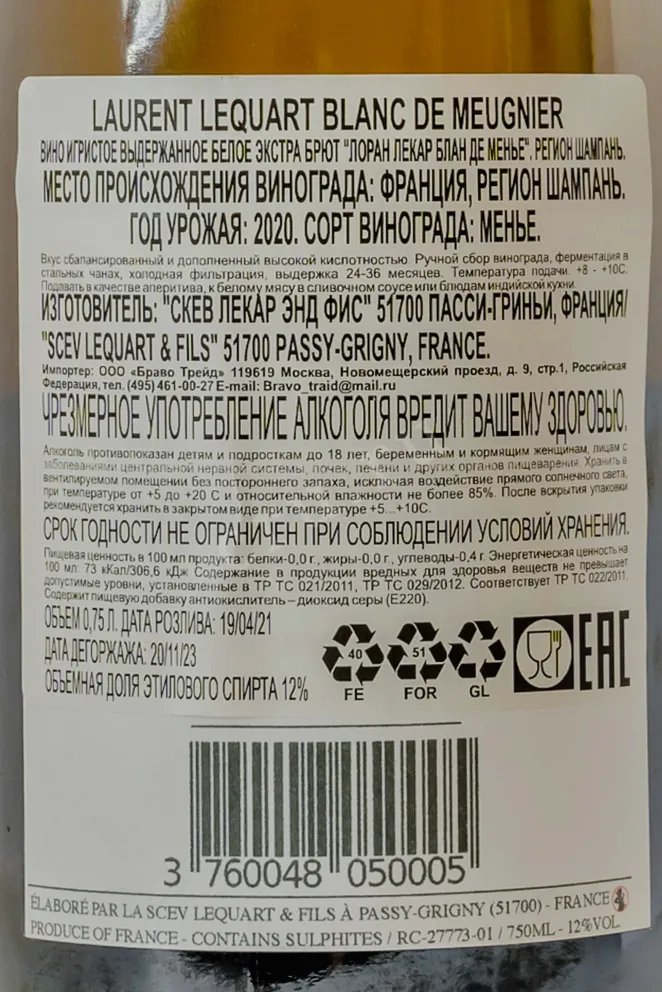 LAURENT LEQUART BLANC DE MEUGNIER
ВИНО ИГРИСТОЕ ВЫДЕРЖАННОЕ БЕЛОЕ ЭКСТРА БРЮТ "ЛОРАН ЛЕКАР БЛАН ДЕ МЕНЬЕ". РЕГИОН ШАМПАНЬ.
МЕСТО ПРОИСХОЖДЕНИЯ ВИНОГРАДА: ФРАНЦИЯ, РЕГИОН ШАМПАНЬ.
ГОД УРОЖАЯ: 2020. СОРТ ВИНОГРАДА: МЕНЬЕ.
Вкус сбалансированный и дополненный высокой кислотностью. Ручной сбор винограда, ферментация в
стальных чанах, холодная фильтрация, выдержка 24-36 месяцев. Температура подачи +8 - +10С.
Подавать в качестве аперитива, к белому мясу в сливочном соусе или блюдам индийской кухни.
ИЗГОТОВИТЕЛЬ: "СКЕВ ЛЕКАР ЭНД ФИС" 51700 ПАССИ-ГРИНЬИ, ФРАНЦИЯ/
"SCEV LEQUART & FILS" 51700 PASSY-GRIGNY, FRANCE.
Импортер: ООО «Браво Трейд» 119619 Москва, Новомещерский проезд, д. 9, стр.1, Российская
Федерация, тел. (495) 461-00-27 E-mail: Bravo_traid@mail.ru
ЧРЕЗМЕРНОЕ УПОТРЕБЛЕНИЕ АЛКОГОЛЯ ВРЕДИТ ВАШЕМУ ЗДОРОВЬЮ.
Алкоголь противопоказан детям и подросткам до 18 лет, беременным и кормящим женщинам, лицам с
заболеваниями центральной нервной системы, почек, печени и других органов пищеварения. Хранить в
вентилируемом помещении без постороннего запаха, исключая воздействие прямого солнечного света,
при температуре от +5 до +20 С и относительной влажности не более 85%. После вскрытия упаковки
рекомендуется хранить в закрытом виде при температуре +5...+10С.
СРОК ГОДНОСТИ НЕ ОГРАНИЧЕН ПРИ СОБЛЮДЕНИИ УСЛОВИЙ ХРАНЕНИЯ.
Пищевая ценность в 100 мл продукта: белки-0,0 г, жиры-0,0 г, углеводы-0,4 г. Энергетическая ценность на
100 мл: 73 кКал/306,6 кДж Содержание в продукции вредных для здоровья веществ не превышает
допустимые уровни, установленные в ТР ТС 021/2011, ТР ТС 029/2012. Соответствует ТР ТС 022/2011.
Содержит пищевую добавку антиокислитель – диоксид серы (Е220).
ОБЪЕМ 0,75 Л. ДАТА РОЗЛИВА: 19/04/21
ДАТА ДЕГОРЖАЖА: 20/11/23
ОБЪЕМНАЯ ДОЛЯ ЭТИЛОВОГО СПИРТА 12%
40 51
FE FOR GL
EAC
3 760048 050005
ÉLABORÉ PAR LA SCEV LEQUART & FILS À PASSY-GRIGNY (51700) - FRANCE
PRODUCE OF FRANCE - CONTAINS SULPHITES / RC-27773-01 / 750ML - 12%VOL.